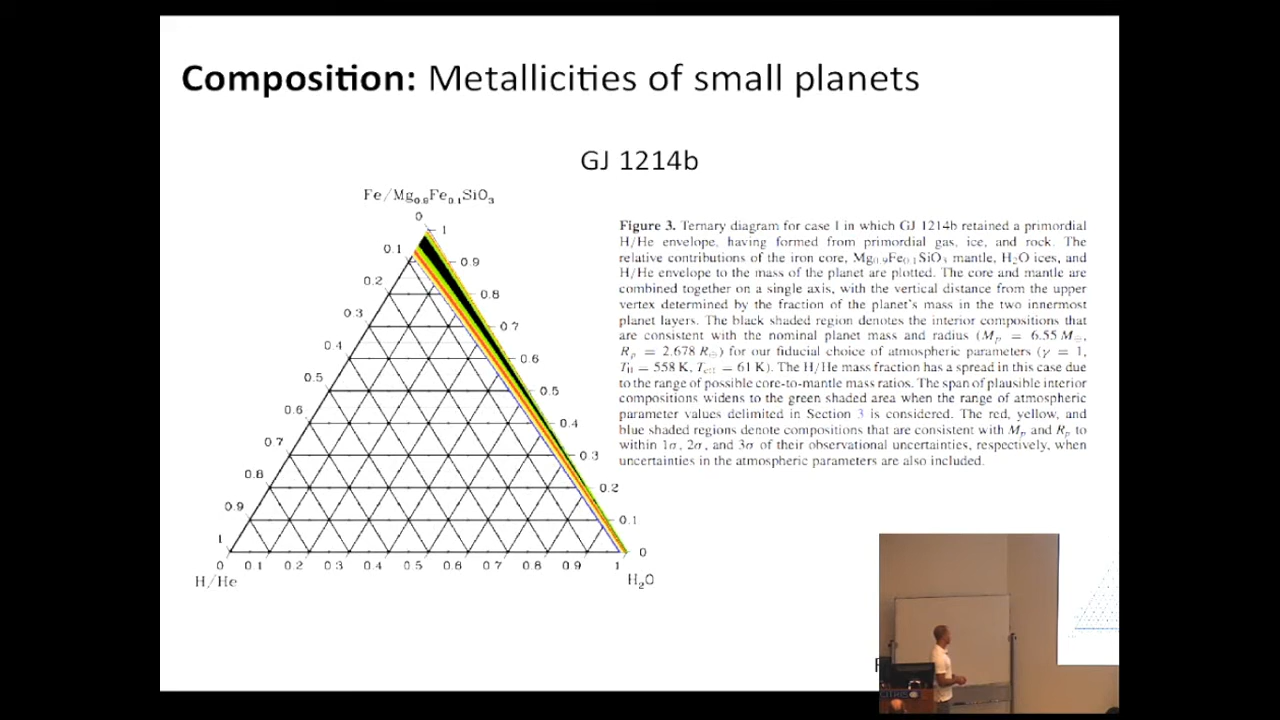 Composition: Metallicities of small planets
GJ 1214b
Fe/Mg₀.₉Fe₀.₁SiO₃
0
1
0.1
0.9
0.2
0.8
0.3
0.7
0.4
0.6
0.5
0.5
0.6
0.4
0.7
0.3
0.8
0.2
0.9
0.1
1
0
0 0.1 0.2 0.3 0.4 0.5 0.6 0.7 0.8 0.9 1
H/He
H₂O
Figure 3. Ternary diagram for case I in which GJ 1214b retained a primordial
H/He envelope, having formed from primordial gas, ice, and rock. The
relative contributions of the iron core, Mg₀.₉Fe₀.₁SiO₃ mantle, H₂O ices, and
H/He envelope to the mass of the planet are plotted. The core and mantle are
combined together on a single axis, with the vertical distance from the upper
vertex determined by the fraction of the planet's mass in the two innermost
planet layers. The black shaded region denotes the interior compositions that
are consistent with the nominal planet mass and radius (Mₚ = 6.55 M⊕,
Rₚ = 2.678 R⊕) for our fiducial choice of atmospheric parameters (γ = 1,
= 558 K, = 61 K). The H/He mass fraction has a spread in this case due
to the range of possible core-to-mantle mass ratios. The span of plausible interior
compositions widens to the green shaded area when the range of atmospheric
parameter values delimited in Section 3 is considered. The red, yellow, and
blue shaded regions denote compositions that are consistent with Mₚ and Rₚ to
within 1σ, 2σ, and 3σ of their observational uncertainties, respectively, when
uncertainties in the atmospheric parameters are also included.